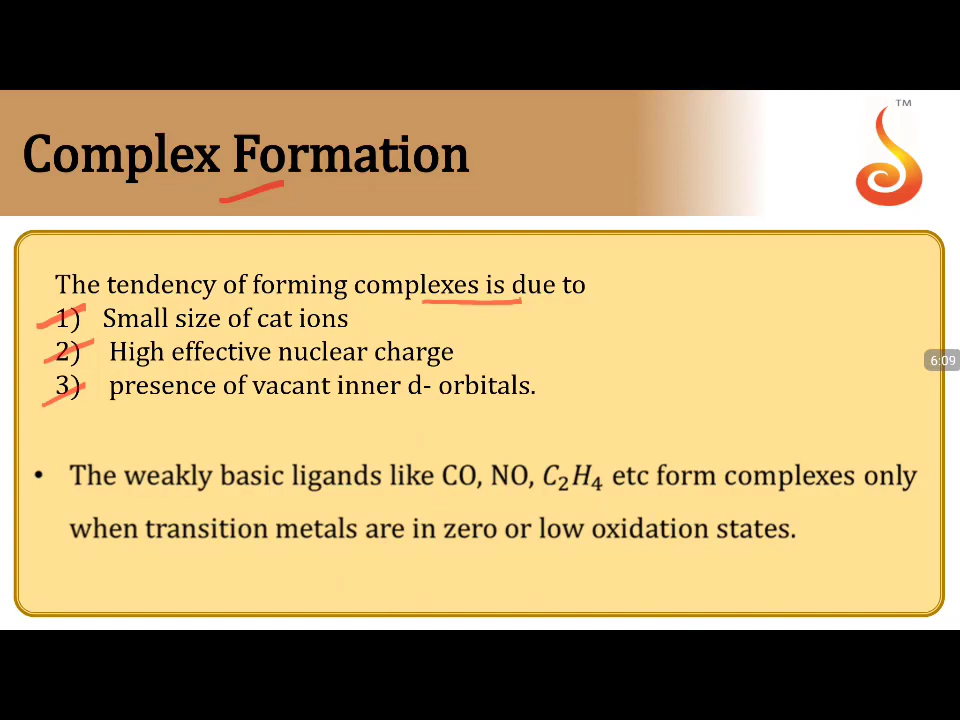 TM
Complex Formation
The tendency of forming complexes is due to
1) Small size of cat ions
2) High effective nuclear charge
3) presence of vacant inner d- orbitals.
6:09
• The weakly basic ligands like CO, NO, C₂H₄ etc form complexes only
when transition metals are in zero or low oxidation states.